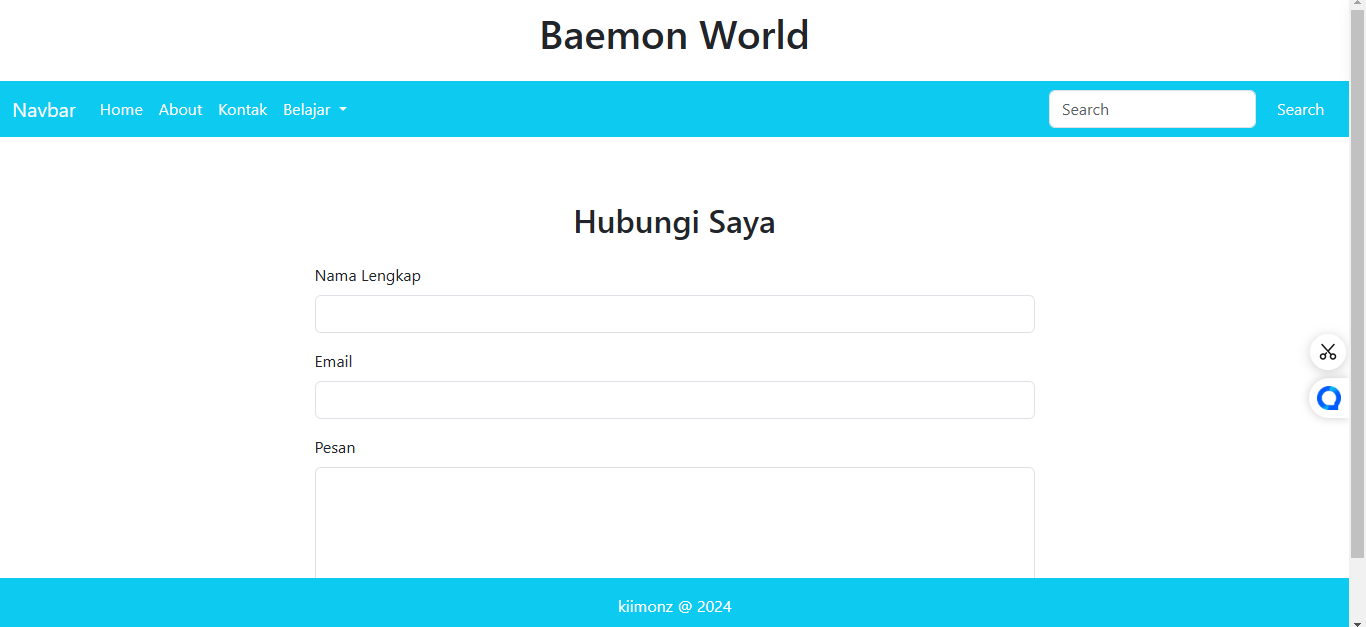 Baemon World
Navbar Home About Kontak Belajar Search Search
Hubungi Saya
Nama Lengkap
Email
Pesan
kiimonz @ 2024